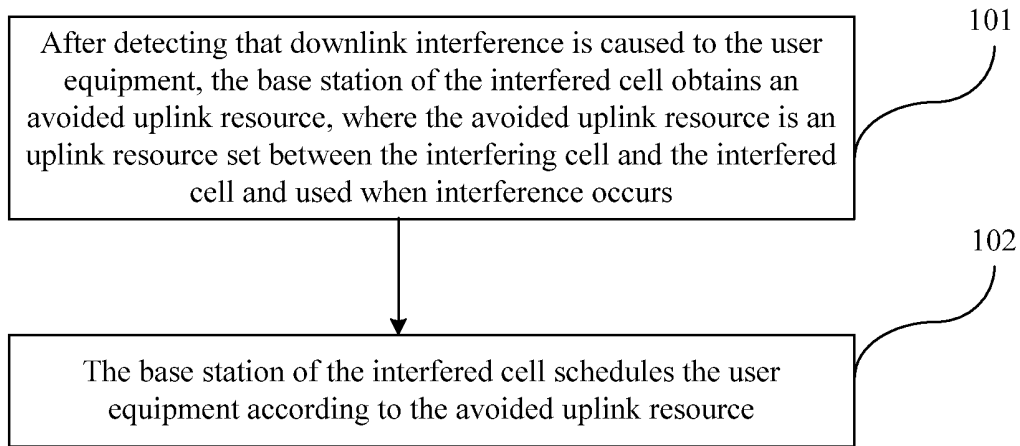 101
After detecting that downlink interference is caused to the user
equipment, the base station of the interfered cell obtains an
avoided uplink resource, where the avoided uplink resource is an
uplink resource set between the interfering cell and the interfered
cell and used when interference occurs
102
The base station of the interfered cell schedules the user
equipment according to the avoided uplink resource